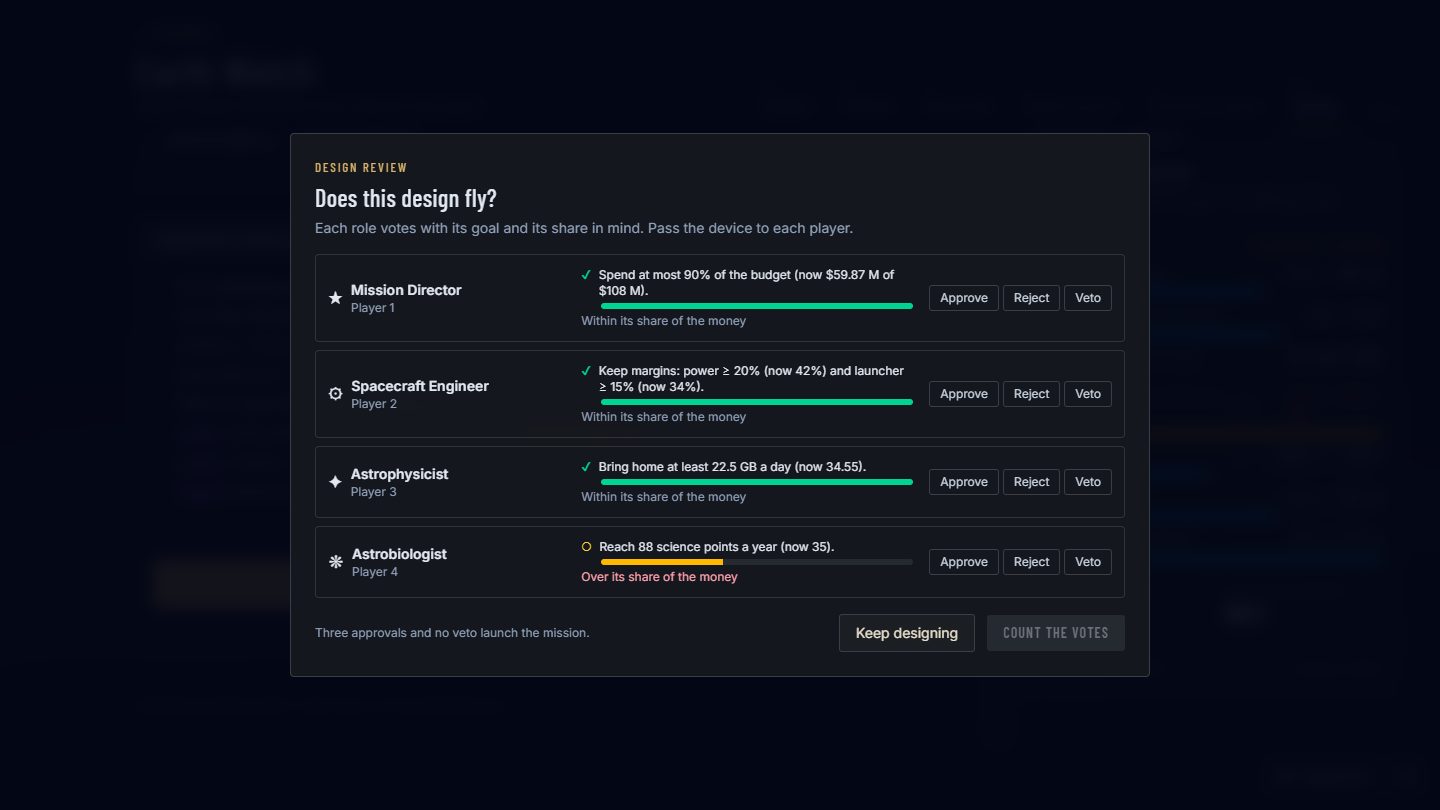 DESIGN REVIEW
Does this design fly?
Each role votes with its goal and its share in mind. Pass the device to each player.
Mission Director
Player 1
Spend at most 90% of the budget (now $59.87 M of
$108 M).
Within its share of the money
Approve Reject Veto
Spacecraft Engineer
Player 2
Keep margins: power ≥ 20% (now 42%) and launcher
≥ 15% (now 34%).
Within its share of the money
Approve Reject Veto
Astrophysicist
Player 3
Bring home at least 22.5 GB a day (now 34.55).
Within its share of the money
Approve Reject Veto
Astrobiologist
Player 4
Reach 88 science points a year (now 35).
Over its share of the money
Approve Reject Veto
Three approvals and no veto launch the mission.
Keep designing
COUNT THE VOTES